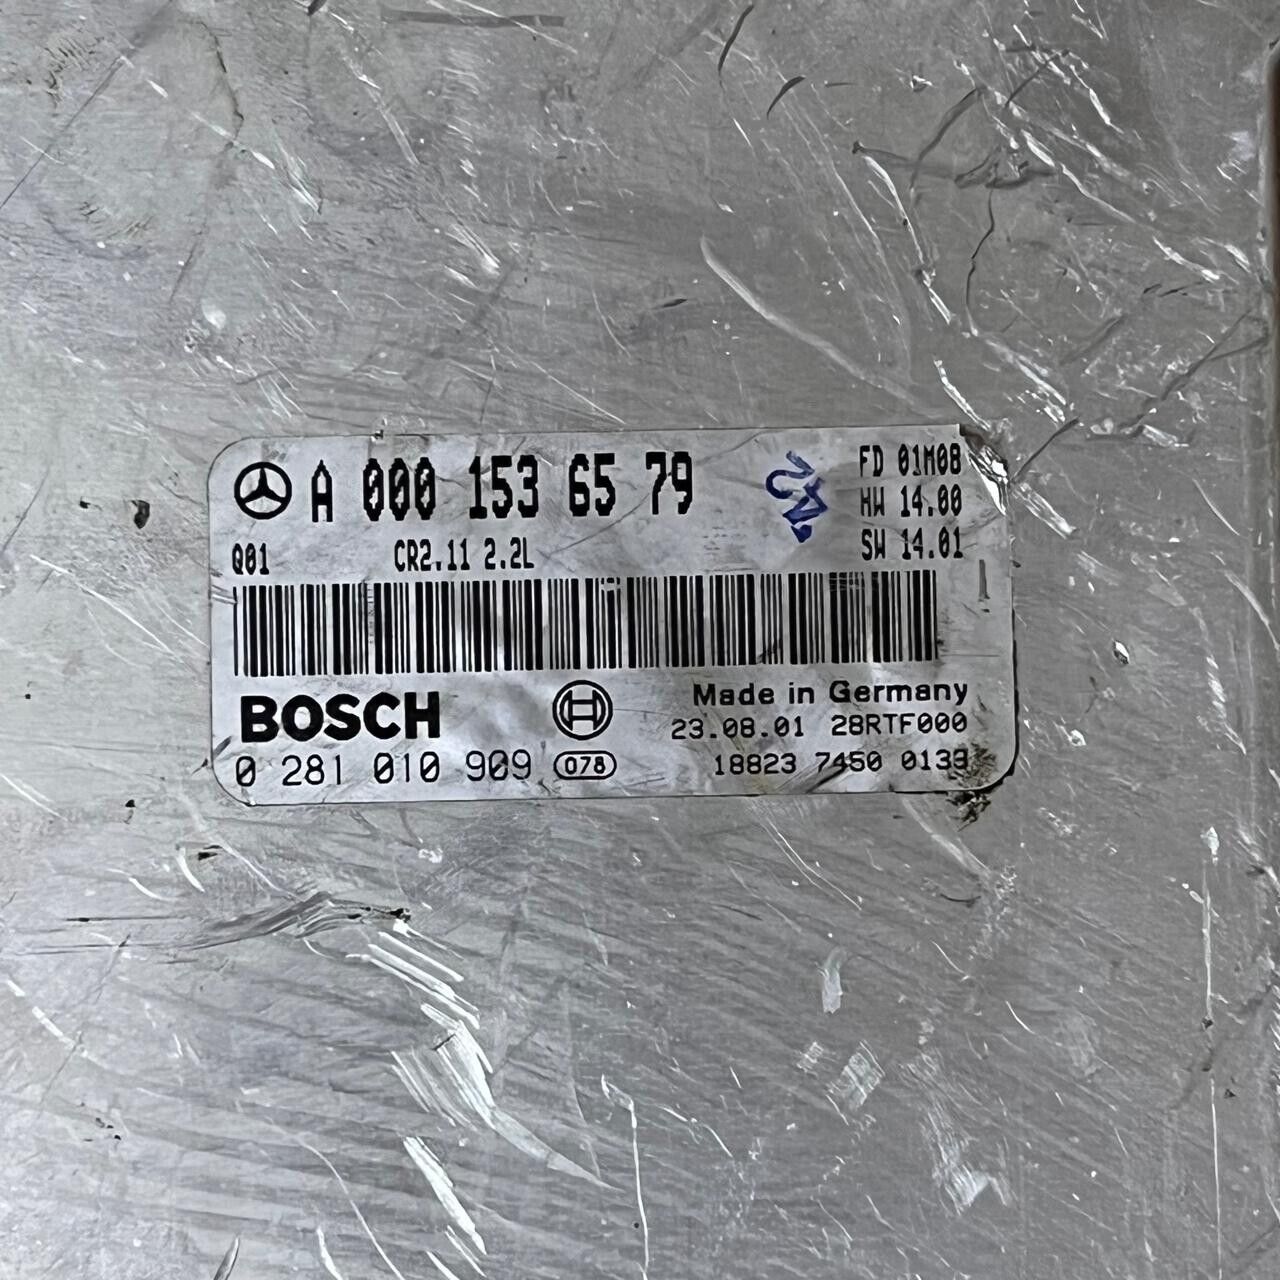 A 000 153 65 79
FD 01M08
HW 14.00
SW 14.01
Q01 CR2.11 2.2L
BOSCH
Made in Germany
23.08.01 28RTF000
0 281 010 909 078
18823 7450 0139